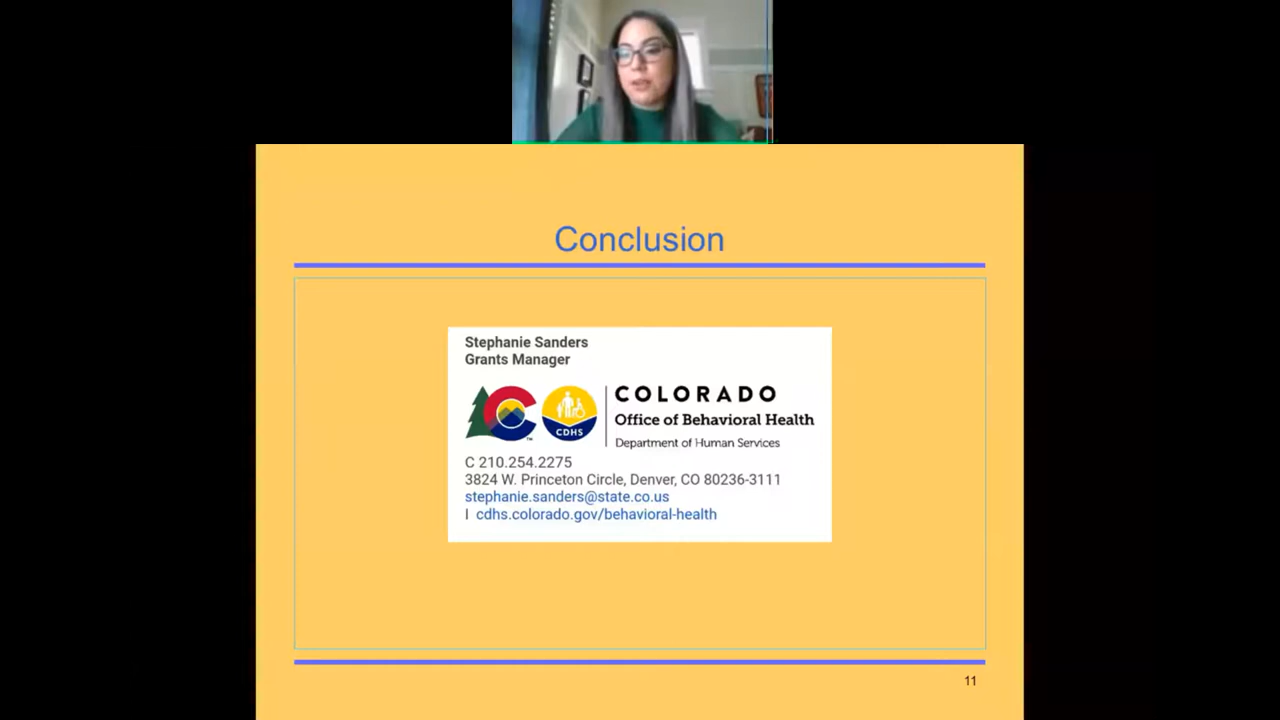 Conclusion
Stephanie Sanders
Grants Manager
CDHS
COLORADO
Office of Behavioral Health
Department of Human Services
C 210.254.2275
3824 W. Princeton Circle, Denver, CO 80236-3111
stephanie.sanders@state.co.us
I cdhs.colorado.gov/behavioral-health
11